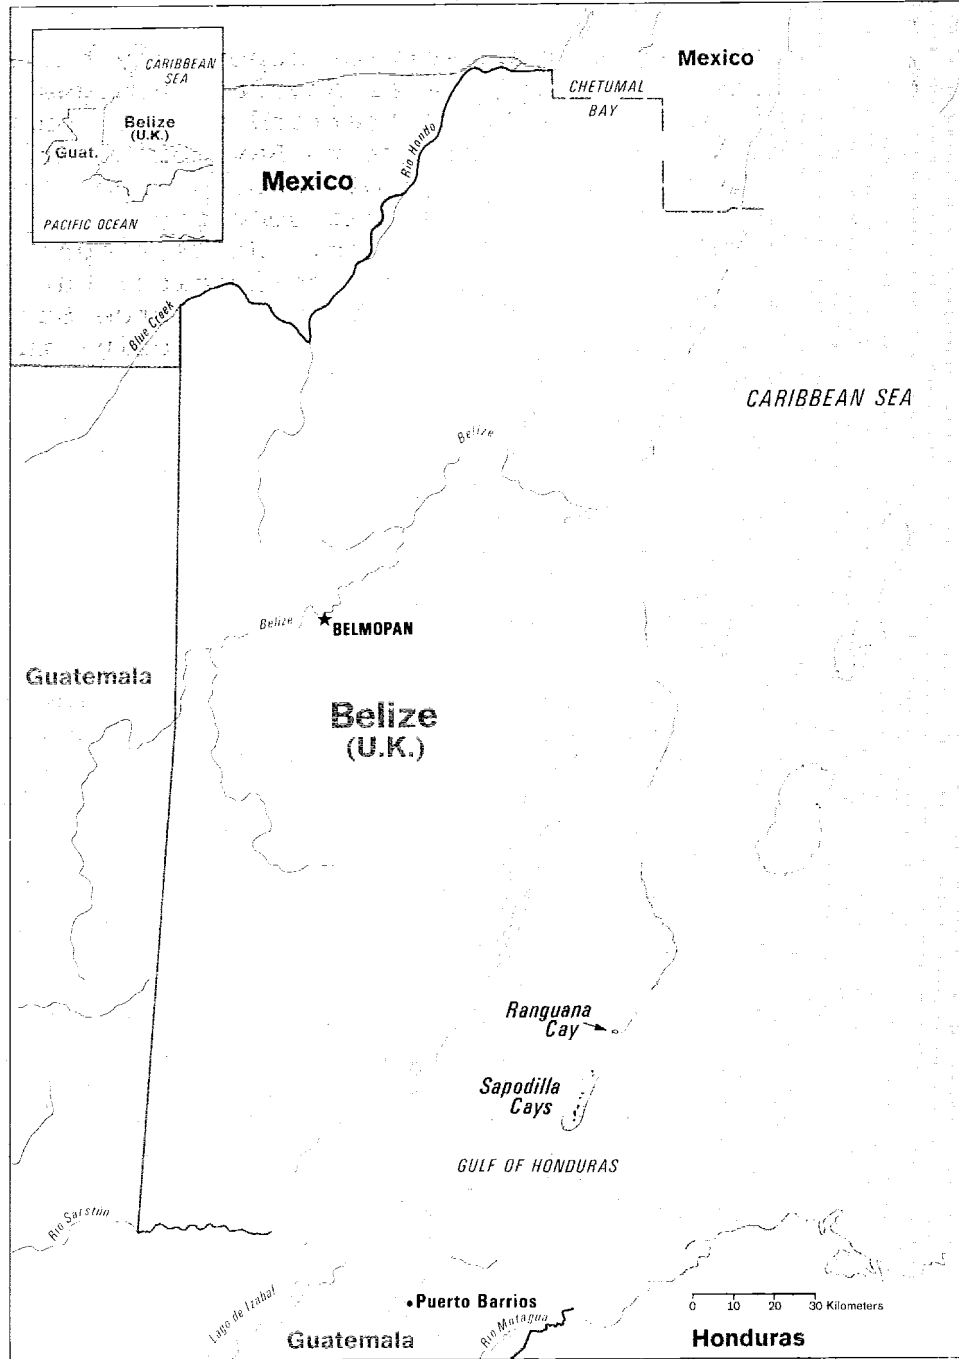 CARIBBEAN
SEA
Belize
(U.K.)
Guat.
PACIFIC OCEAN
Mexico
CHETUMAL
BAY
Rio Hondo
Mexico
Blue Creek
CARIBBEAN SEA
Belize
Belize
BELMOPAN
Guatemala
Belize
(U.K.)
Ranguana
Cay
Sapodilla
Cays
GULF OF HONDURAS
Rio Sarstún
Lago de Izabal
Puerto Barrios
Rio Motagua
0 10 20 30 Kilometers
Guatemala
Honduras